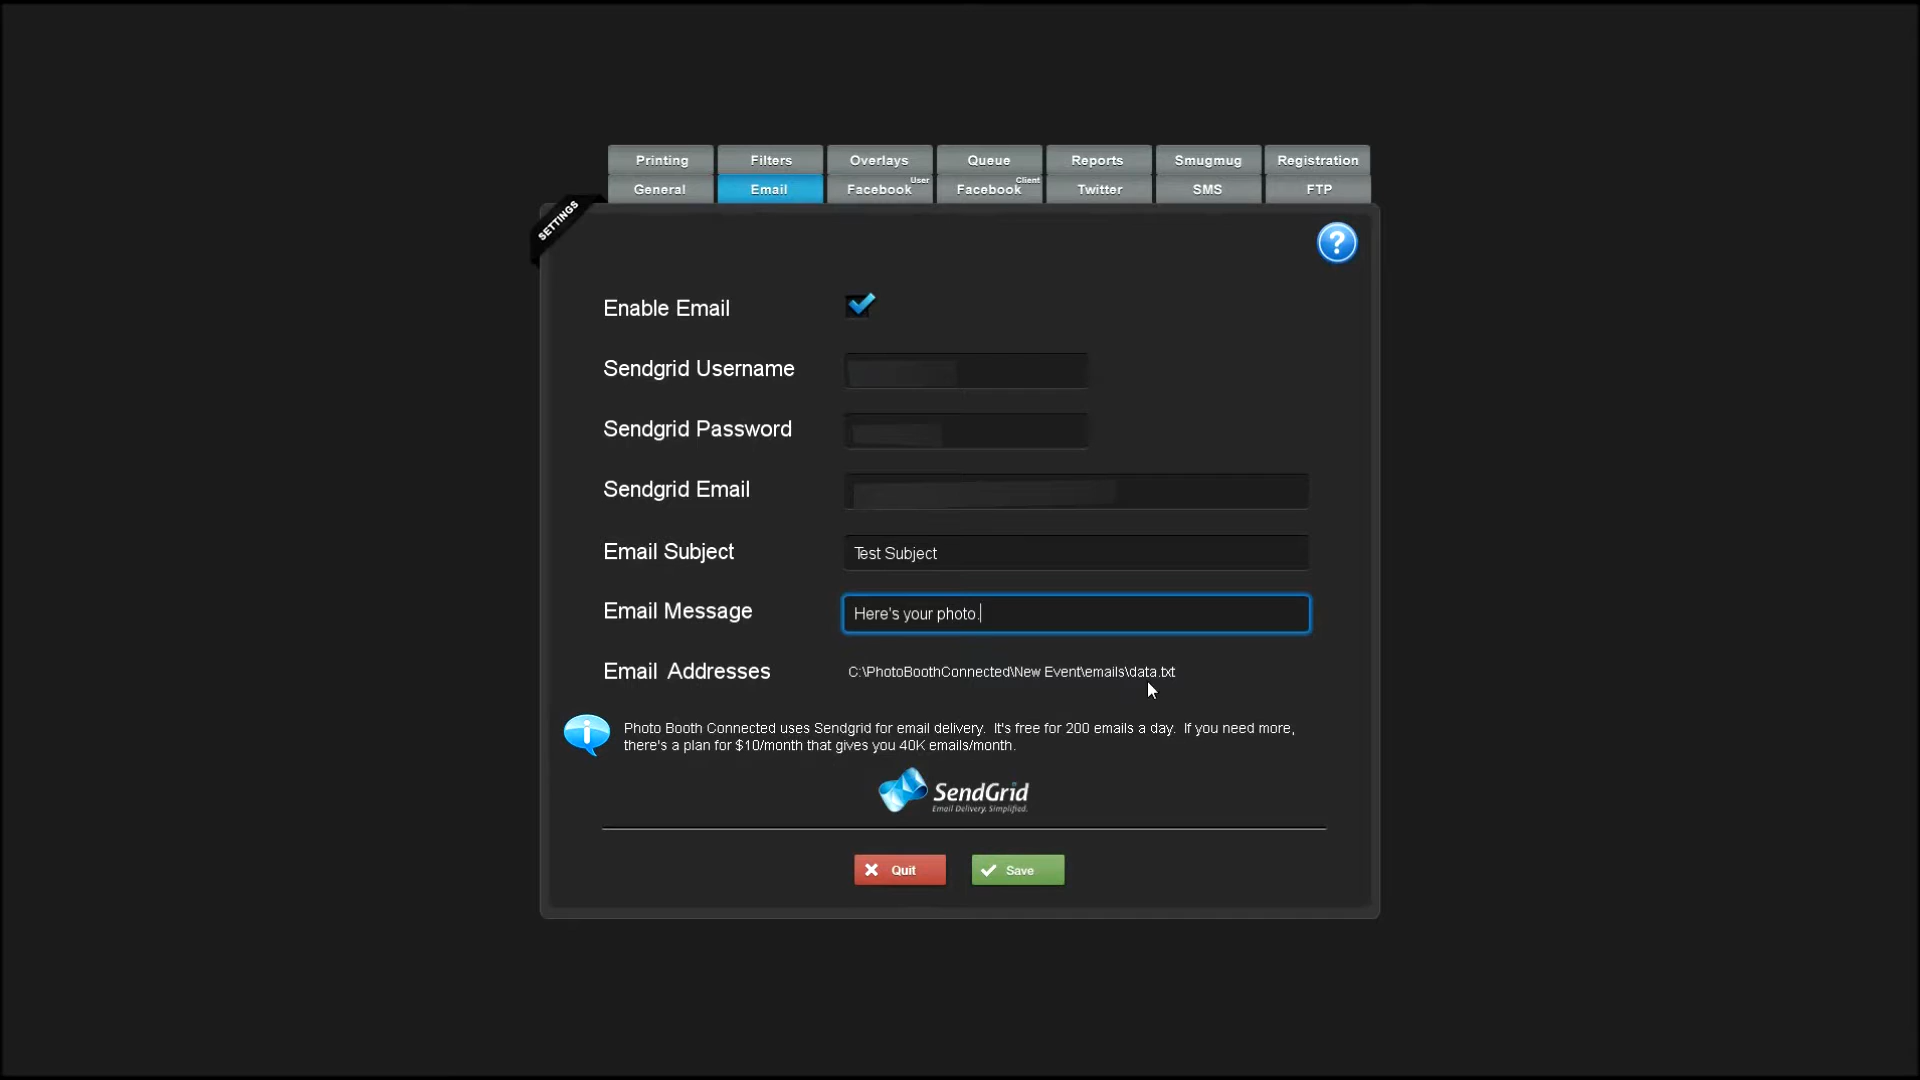 Printing Filters Overlays Queue Reports Smugmug Registration
General Email Facebook User Facebook Client Twitter SMS FTP
SETTINGS
?
Enable Email
Sendgrid Username
Sendgrid Password
Sendgrid Email
Email Subject Test Subject
Email Message Here's your photo.
Email Addresses C:\PhotoBoothConnected\New Event\emails\data.txt
i Photo Booth Connected uses Sendgrid for email delivery. It's free for 200 emails a day. If you need more,
there's a plan for $10/month that gives you 40K emails/month.
SendGrid
Email Delivery. Simplified.
Quit Save